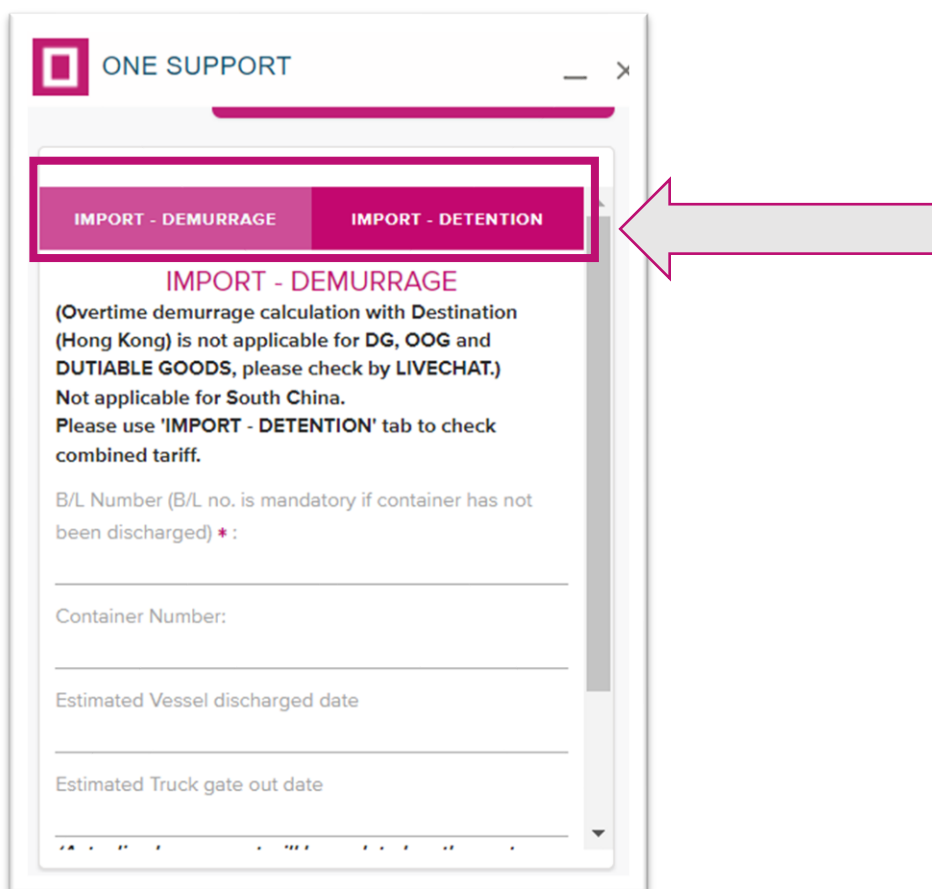 ONE SUPPORT
IMPORT - DEMURRAGE
IMPORT - DETENTION
IMPORT - DEMURRAGE
(Overtime demurrage calculation with Destination
(Hong Kong) is not applicable for DG, OOG and
DUTIABLE GOODS, please check by LIVECHAT.)
Not applicable for South China.
Please use 'IMPORT - DETENTION' tab to check
combined tariff.
B/L Number (B/L no. is mandatory if container has not
been discharged) * :
Container Number:
Estimated Vessel discharged date
Estimated Truck gate out date